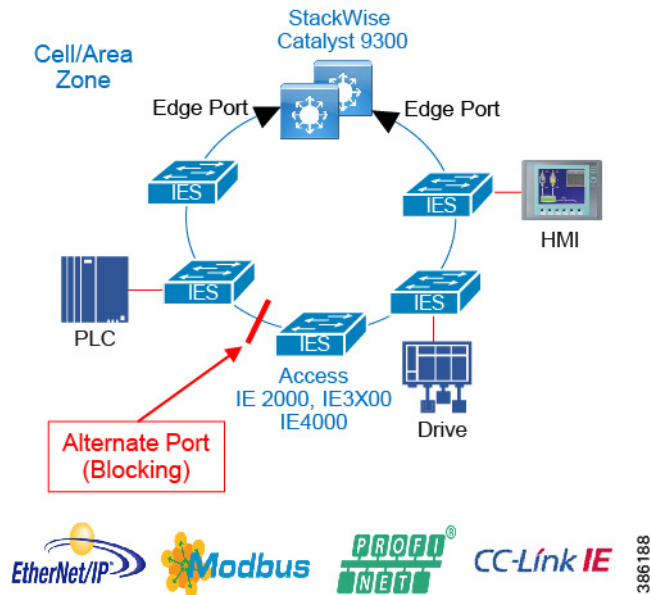 StackWise
Catalyst 9300
Cell/Area
Zone
Edge Port
Edge Port
IES
IES
HMI
IES
IES
PLC
IES
Access
IE 2000, IE3X00
IE4000
Drive
Alternate Port
(Blocking)
EtherNet/IP
Modbus
PROFI
NET
®
CC-Link IE
386188